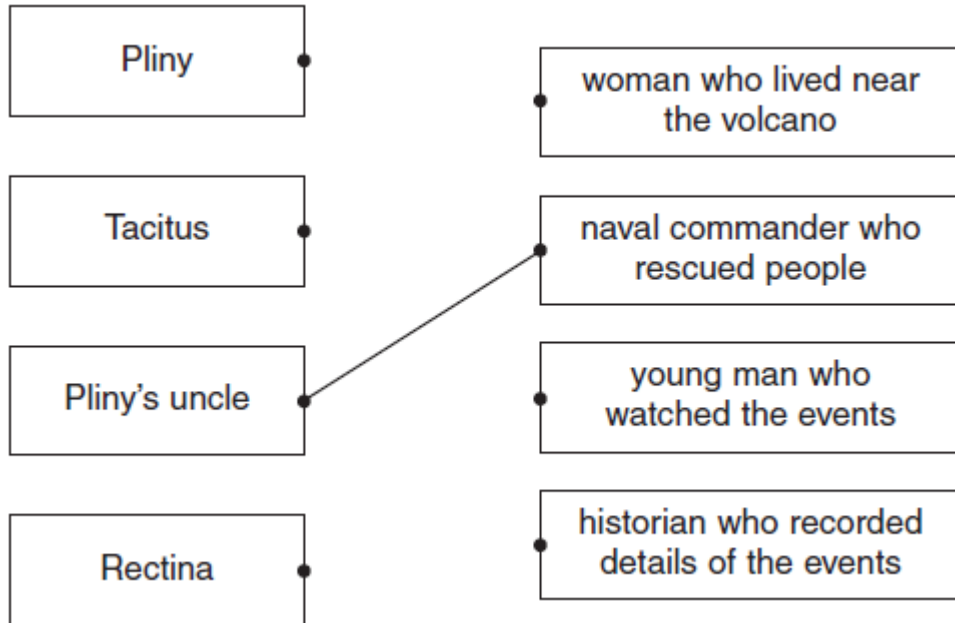 Pliny
Tacitus
Pliny’s uncle
Rectina
woman who lived near
the volcano
naval commander who
rescued people
young man who
watched the events
historian who recorded
details of the events